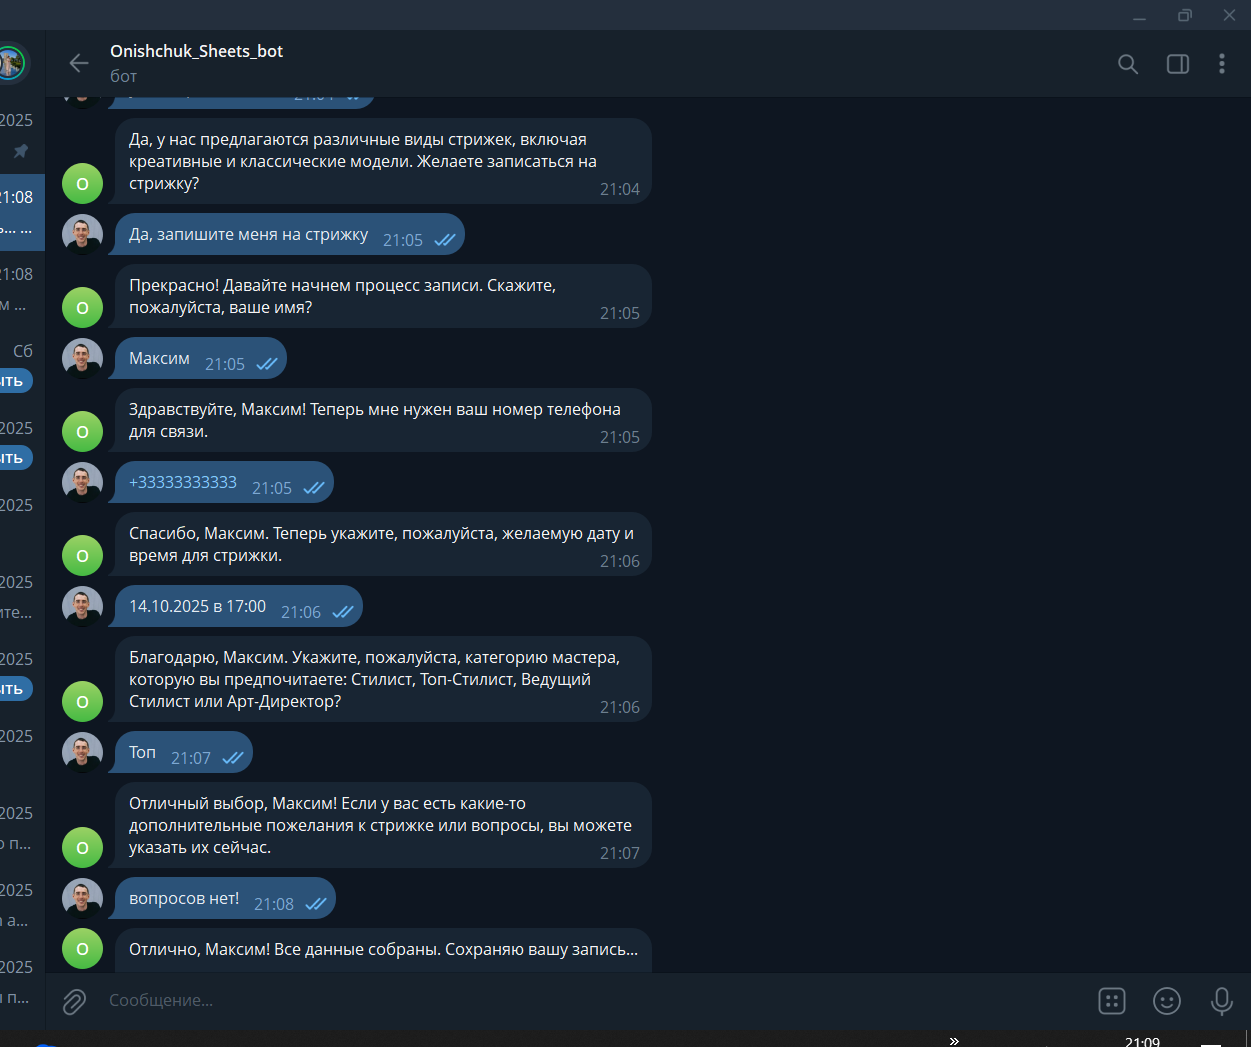 Onishchuk_Sheets_bot
бот
2025
21:08
ь... ...
21:08
м ...
Сб
ЫТЬ
2025
ЫТЬ
2025
2025
ите...
2025
ЫТЬ
2025
2025
о п...
2025
а...
2025
п...
Да, у нас предлагаются различные виды стрижек, включая
креативные и классические модели. Желаете записаться на
стрижку?
21:04
Да, запишите меня на стрижку 21:05
Прекрасно! Давайте начнем процесс записи. Скажите,
пожалуйста, ваше имя?
21:05
Максим 21:05
Здравствуйте, Максим! Теперь мне нужен ваш номер телефона
для связи.
21:05
+33333333333 21:05
Спасибо, Максим. Теперь укажите, пожалуйста, желаемую дату и
время для стрижки.
21:06
14.10.2025 в 17:00 21:06
Благодарю, Максим. Укажите, пожалуйста, категорию мастера,
которую вы предпочитаете: Стилист, Топ-Стилист, Ведущий
Стилист или Арт-Директор?
21:06
Топ 21:07
Отличный выбор, Максим! Если у вас есть какие-то
дополнительные пожелания к стрижке или вопросы, вы можете
указать их сейчас.
21:07
вопросов нет! 21:08
Отлично, Максим! Все данные собраны. Сохраняю вашу запись...
O
O
O
O
O
O
O
Сообщение...
»
21:09